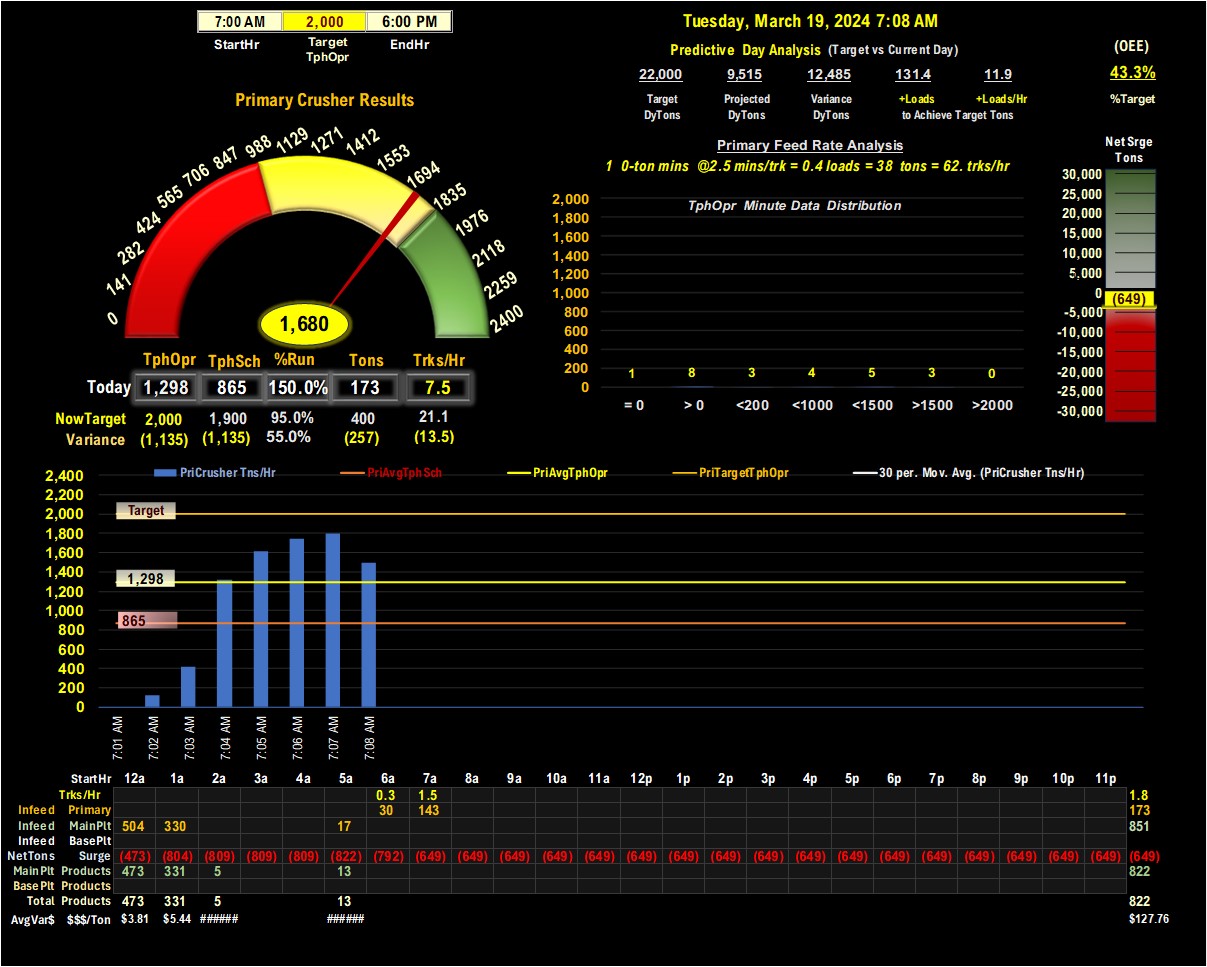 7:00 AM 2,000 6:00 PM
StartHr Target TphOpr EndHr
Tuesday, March 19, 2024 7:08 AM
Predictive Day Analysis (Target vs Current Day)
22,000 9,515 12,485 131.4 11.9
Target DyTons Projected DyTons Variance DyTons +Loads +Loads/Hr
to Achieve Target Tons
(OEE)
43.3%
%Target
Primary Crusher Results
0 141 282 424 565 706 847 988 1129 1271 1412 1553 1694 1835 1976 2118 2259 2400
1,680
TphOpr TphSch %Run Tons Trks/Hr
Today 1,298 865 150.0% 173 7.5
NowTarget 2,000 1,900 95.0% 400 21.1
Variance (1,135) (1,135) 55.0% (257) (13.5)
Primary Feed Rate Analysis
1 0-ton mins @2.5 mins/trk = 0.4 loads = 38 tons = 62. trks/hr
TphOpr Minute Data Distribution
2,000
1,800
1,600
1,400
1,200
1,000
800
600
400
200
0
1 8 3 4 5 3 0
= 0 > 0 <200 <1000 <1500 >1500 >2000
Net Srge
Tons
30,000
25,000
20,000
15,000
10,000
5,000
0
(649)
-5,000
-10,000
-15,000
-20,000
-25,000
-30,000
PriCrusher Tns/Hr PriAvgTphSch PriAvgTphOpr PriTargetTphOpr 30 per. Mov. Avg. (PriCrusher Tns/Hr)
2,400
2,200
2,000
1,800
1,600
1,400
1,200
1,000
800
600
400
200
0
Target
1,298
865
7:01 AM 7:02 AM 7:03 AM 7:04 AM 7:05 AM 7:06 AM 7:07 AM 7:08 AM
StartHr 12a 1a 2a 3a 4a 5a 6a 7a 8a 9a 10a 11a 12p 1p 2p 3p 4p 5p 6p 7p 8p 9p 10p 11p
Trks/Hr 0.3 1.5 1.8
Infeed Primary 30 143 173
Infeed MainPlt 504 330 17 851
Infeed BasePlt
NetTons Surge (473) (804) (809) (809) (809) (822) (792) (649) (649) (649) (649) (649) (649) (649) (649) (649) (649) (649) (649) (649) (649) (649) (649) (649) (649)
Main Plt Products 473 331 5 13 822
Base Plt Products
Total Products 473 331 5 13 822
AvgVar$ $$$/Ton $3.81 $5.44 ###### ###### $127.76